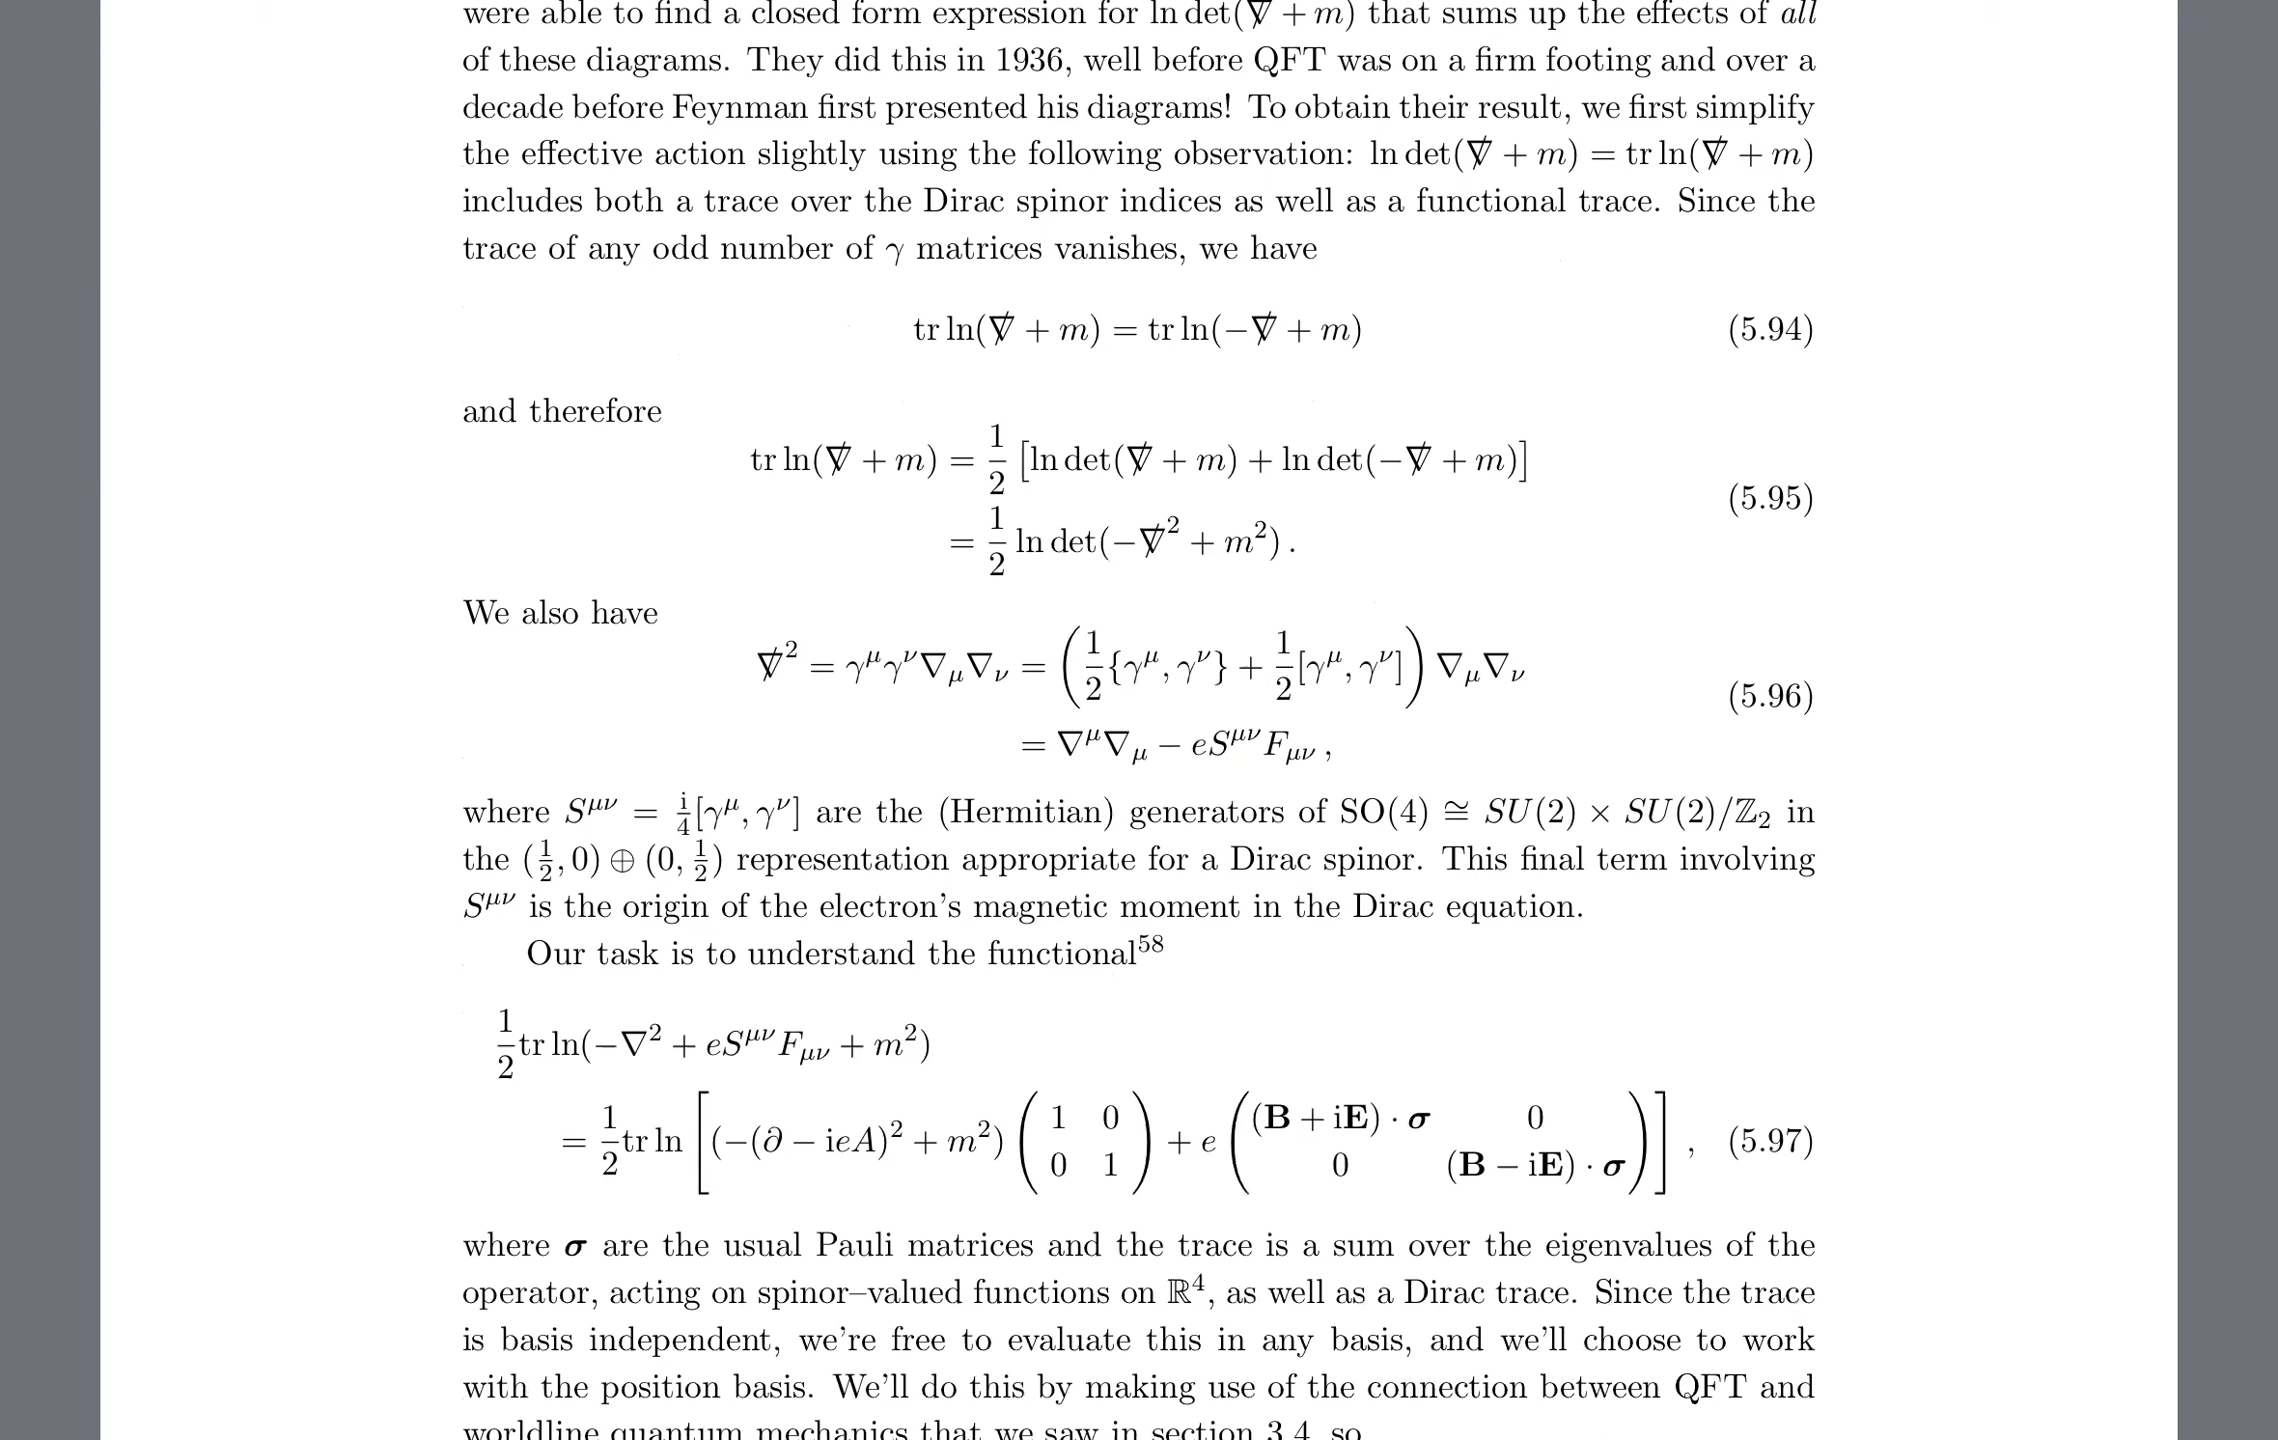 were able to find a closed form expression for ln det(∇̸ + m) that sums up the effects of all
of these diagrams. They did this in 1936, well before QFT was on a firm footing and over a
decade before Feynman first presented his diagrams! To obtain their result, we first simplify
the effective action slightly using the following observation: ln det(∇̸ + m) = tr ln(∇̸ + m)
includes both a trace over the Dirac spinor indices as well as a functional trace. Since the
trace of any odd number of γ matrices vanishes, we have
tr ln(∇̸ + m) = tr ln(−∇̸ + m) (5.94)
and therefore
tr ln(∇̸ + m) = 1/2 [ln det(∇̸ + m) + ln det(−∇̸ + m)]
= 1/2 ln det(−∇̸² + m²) . (5.95)
We also have
∇̸² = γ^μ γ^ν ∇_μ ∇_ν = (1/2 {γ^μ, γ^ν} + 1/2 [γ^μ, γ^ν]) ∇_μ ∇_ν
= ∇^μ ∇_μ − eS^{μν} F_{μν} , (5.96)
where S^{μν} = i/4 [γ^μ, γ^ν] are the (Hermitian) generators of SO(4) ≅ SU(2) × SU(2)/ℤ₂ in
the (1/2, 0) ⊕ (0, 1/2) representation appropriate for a Dirac spinor. This final term involving
S^{μν} is the origin of the electron's magnetic moment in the Dirac equation.
Our task is to understand the functional⁵⁸
1/2 tr ln(−∇² + eS^{μν} F_{μν} + m²)
= 1/2 tr ln [ (−(∂ − ieA)² + m²) ( 1 0 ; 0 1 ) + e ( (B + iE) · σ 0 ; 0 (B − iE) · σ ) ] , (5.97)
where σ are the usual Pauli matrices and the trace is a sum over the eigenvalues of the
operator, acting on spinor–valued functions on ℝ⁴, as well as a Dirac trace. Since the trace
is basis independent, we're free to evaluate this in any basis, and we'll choose to work
with the position basis. We'll do this by making use of the connection between QFT and
worldline quantum mechanics that we saw in section 3.4, so